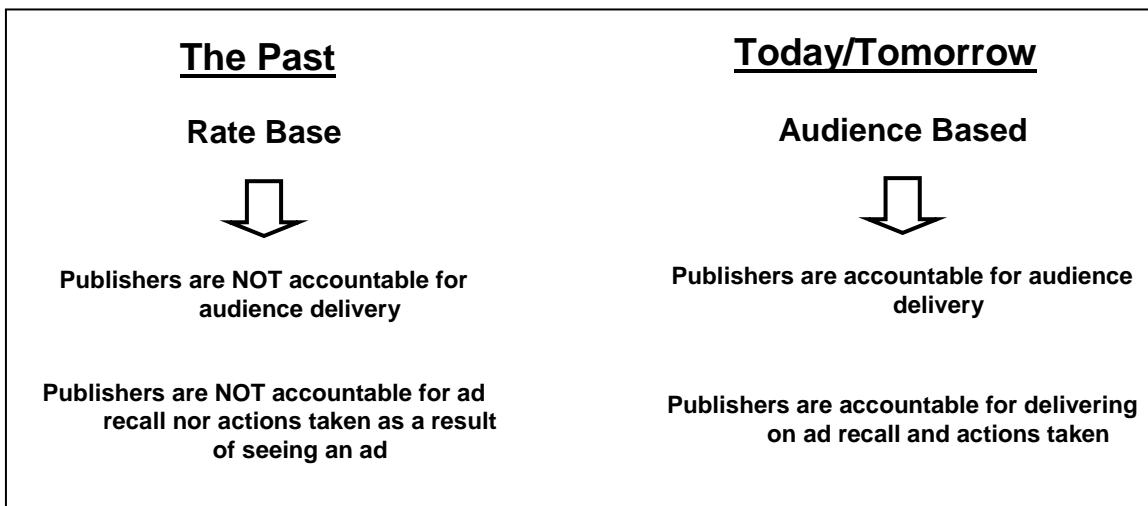 The Past
Rate Base
Publishers are NOT accountable for
audience delivery
Publishers are NOT accountable for ad
recall nor actions taken as a result
of seeing an ad
Today/Tomorrow
Audience Based
Publishers are accountable for audience
delivery
Publishers are accountable for delivering
on ad recall and actions taken